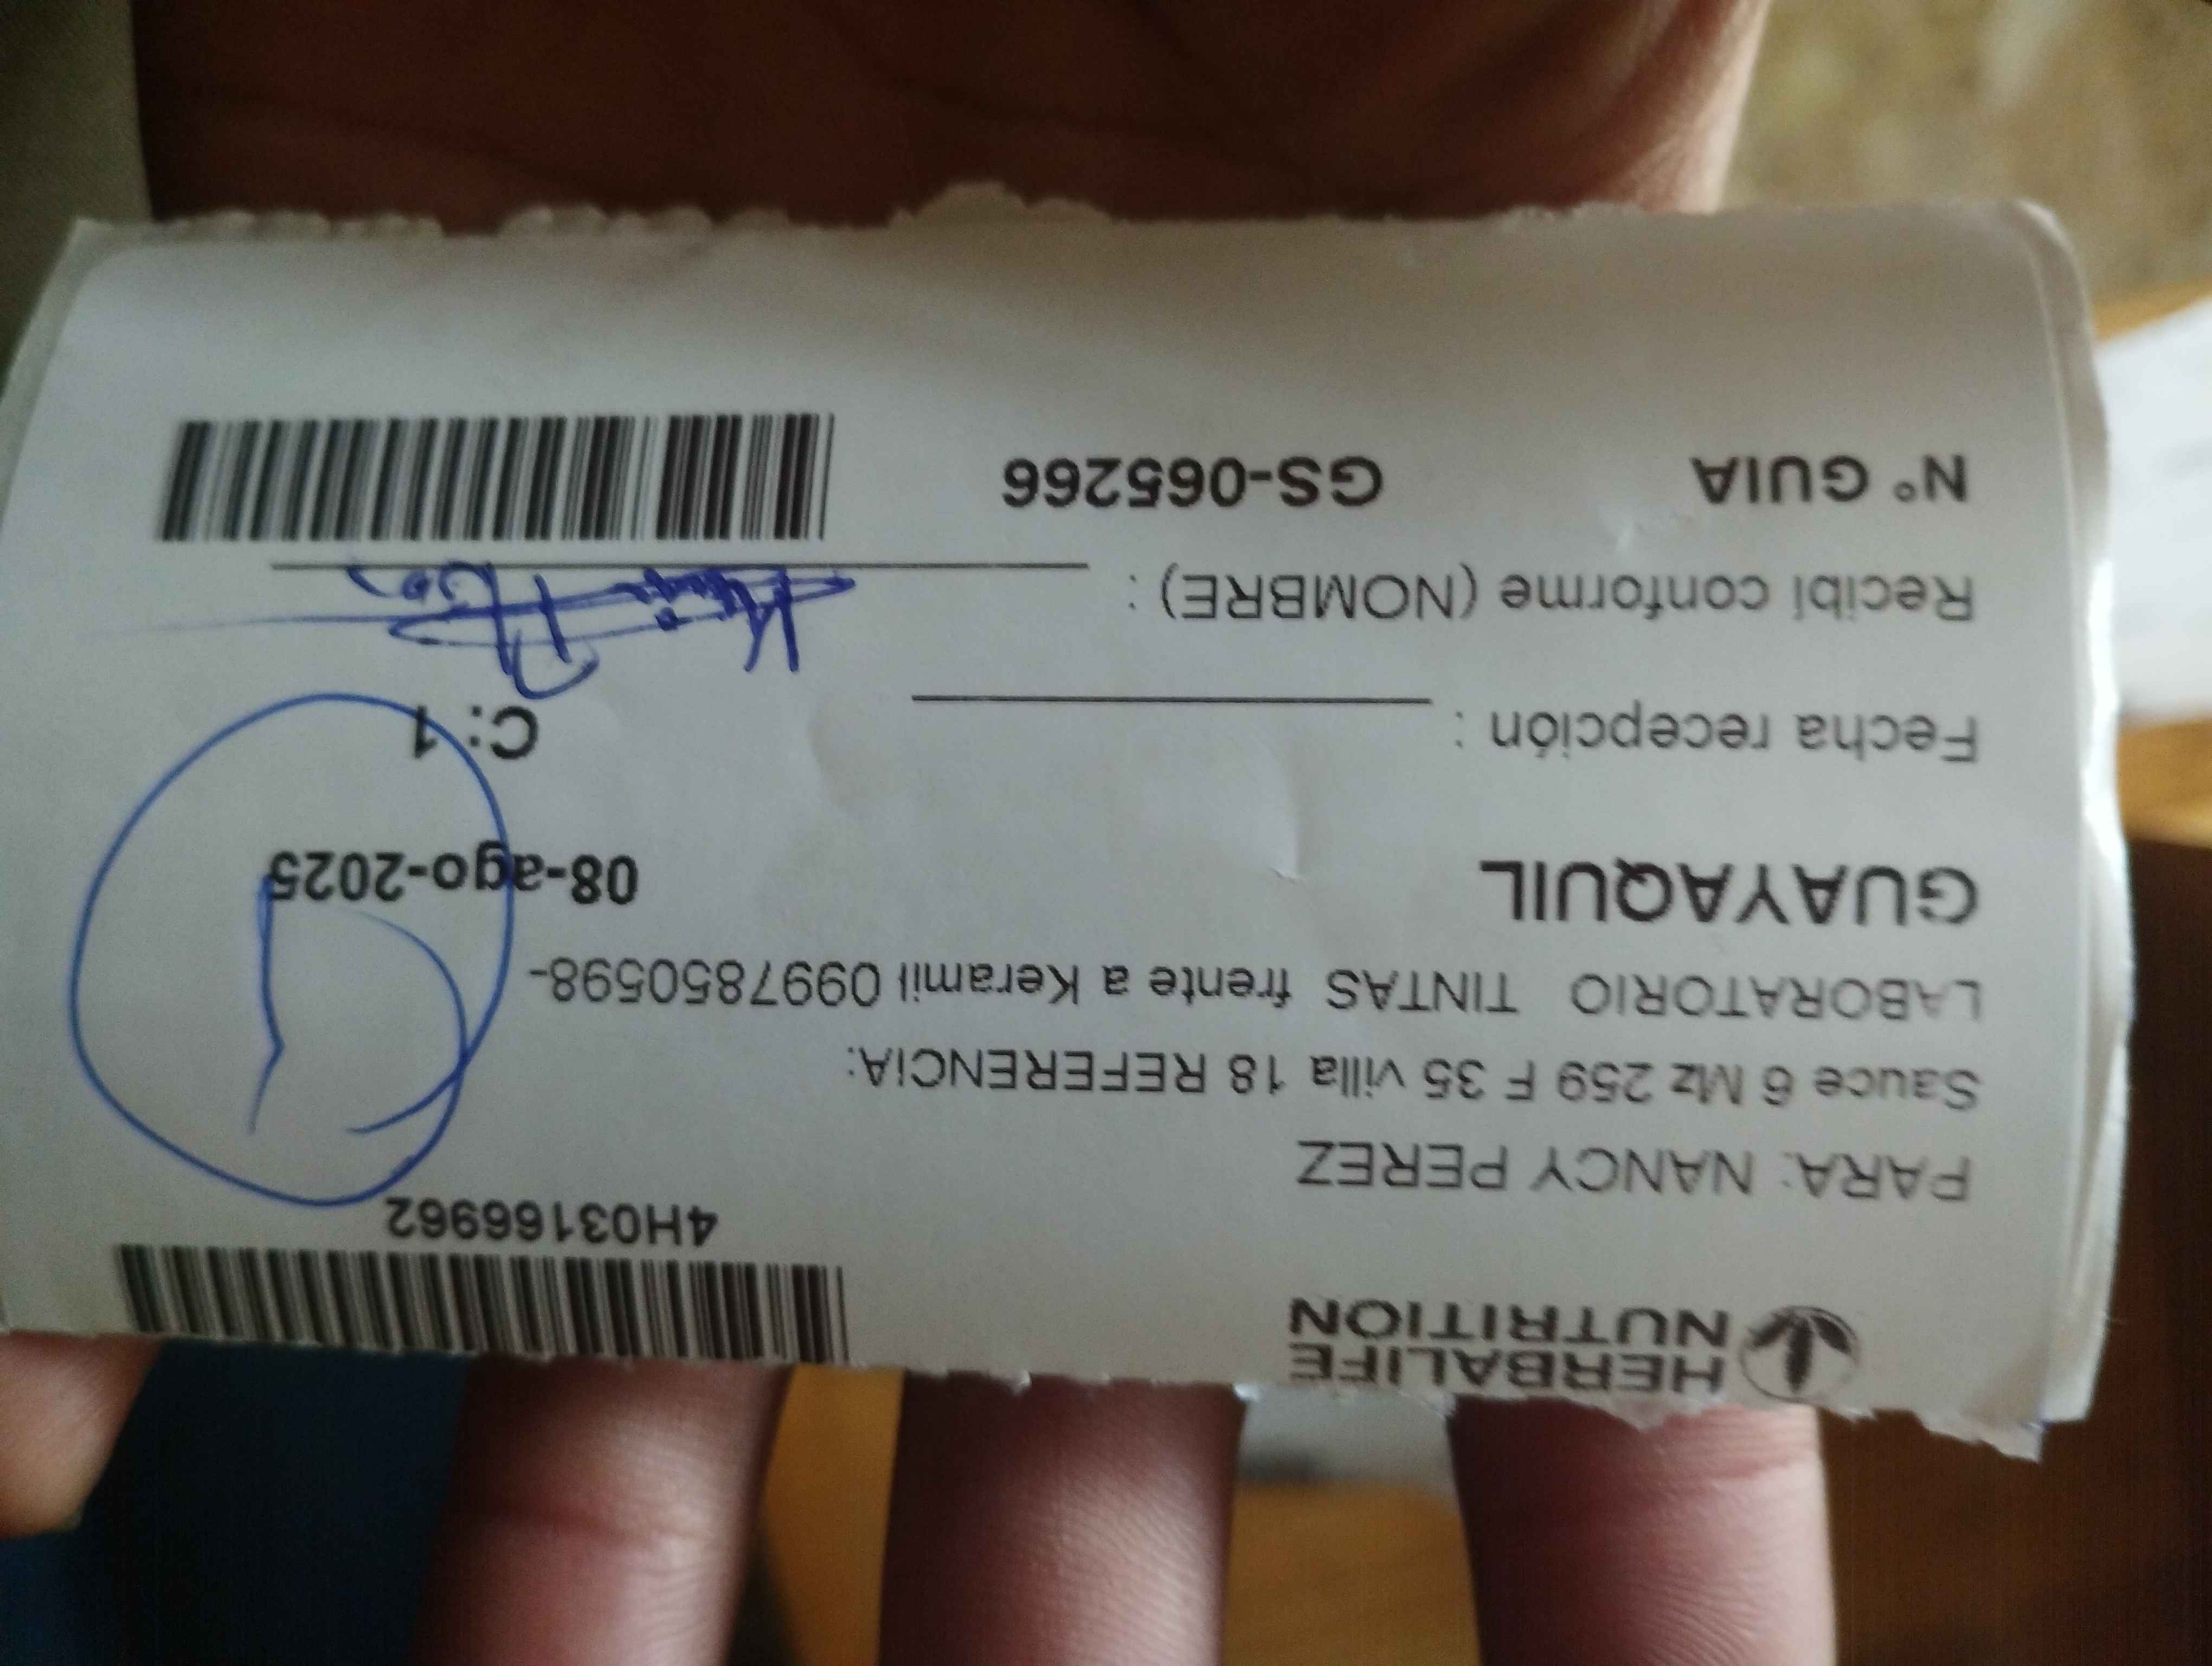 HERBALIFE
NUTRITION
4H03166962
PARA: NANCY PEREZ
Sauce 6 Mz 259 F 35 villa 18 REFERENCIA:
LABORATORIO TINTAS frente a Keramil 0997850598-
GUAYAQUIL
08-ago-2025
Fecha recepción :
C: 1
Recibi conforme (NOMBRE) :
N° GUIA GS-065266